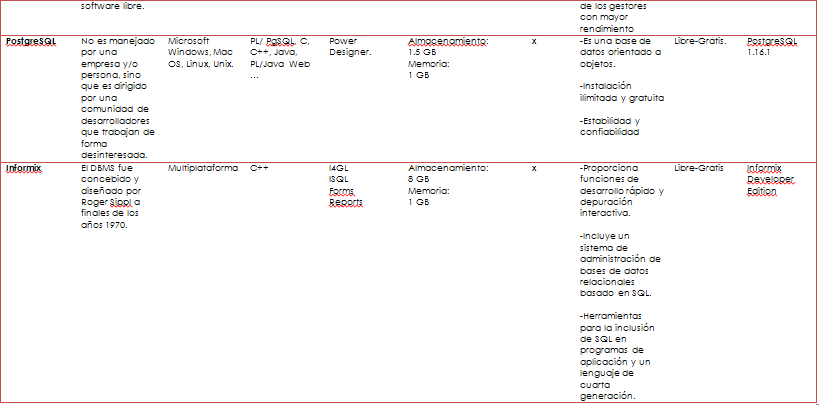 software libre.
de los gestores
con mayor
rendimiento
PostgreSQL
No es manejado
por una
empresa y/o
persona, sino
que es dirigido
por una
comunidad de
desarrolladores
que trabajan de
forma
desinteresada.
Microsoft
Windows, Mac
OS, Linux, Unix.
PL/ PgSQL, C,
C++, Java,
PL/Java Web
...
Power
Designer.
Almacenamiento:
1.5 GB
Memoria:
1 GB
x
-Es una base de
datos orientado a
objetos.
-Instalación
ilimitada y gratuita
-Estabilidad y
confiabilidad
Libre-Gratis.
PostgreSQL
1.16.1
Informix
El DBMS fue
concebido y
diseñado por
Roger Sippl a
finales de los
años 1970.
Multiplataforma
C++
I4GL
ISQL
Forms
Reports
Almacenamiento:
8 GB
Memoria:
1 GB
x
-Proporciona
funciones de
desarrollo rápido y
depuración
interactiva.
-Incluye un
sistema de
administración de
bases de datos
relacionales
basado en SQL.
-Herramientas
para la inclusión
de SQL en
programas de
aplicación y un
lenguaje de
cuarta
generación.
Libre-Gratis
Informix
Developer
Edition